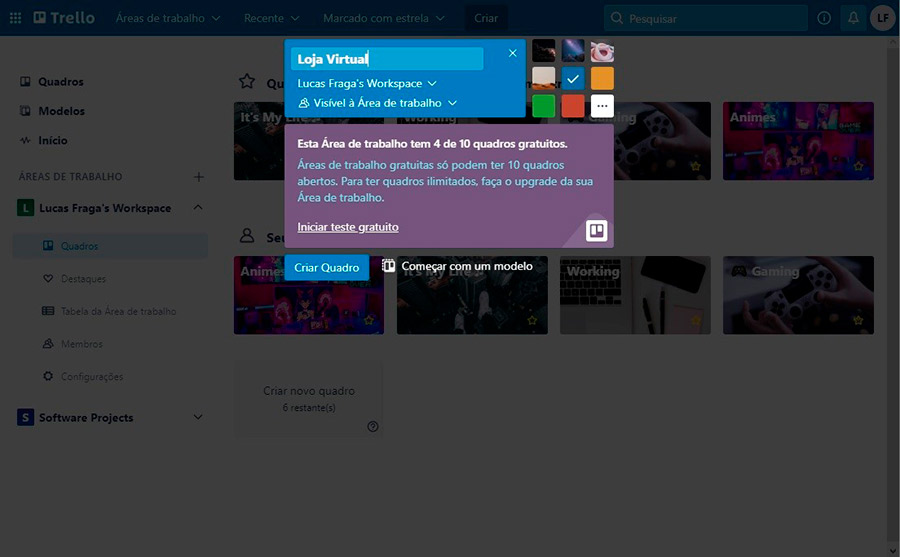 Trello
Áreas de trabalho
Recente
Marcado com estrela
Criar
Pesquisar
LF
Loja Virtual
Lucas Fraga's Workspace
Visível à Área de trabalho
Esta Área de trabalho tem 4 de 10 quadros gratuitos.
Áreas de trabalho gratuitas só podem ter 10 quadros
abertos. Para ter quadros ilimitados, faça o upgrade da sua
Área de trabalho.
Iniciar teste gratuito
Criar Quadro
Começar com um modelo
Quadros
Modelos
Início
ÁREAS DE TRABALHO
L
Lucas Fraga's Workspace
Quadros
Destaques
Tabela da Área de trabalho
Membros
Configurações
S
Software Projects
It's My Life
Working
Gaming
Animes
Animes
It's My Life
Working
Gaming
Criar novo quadro
6 restante(s)